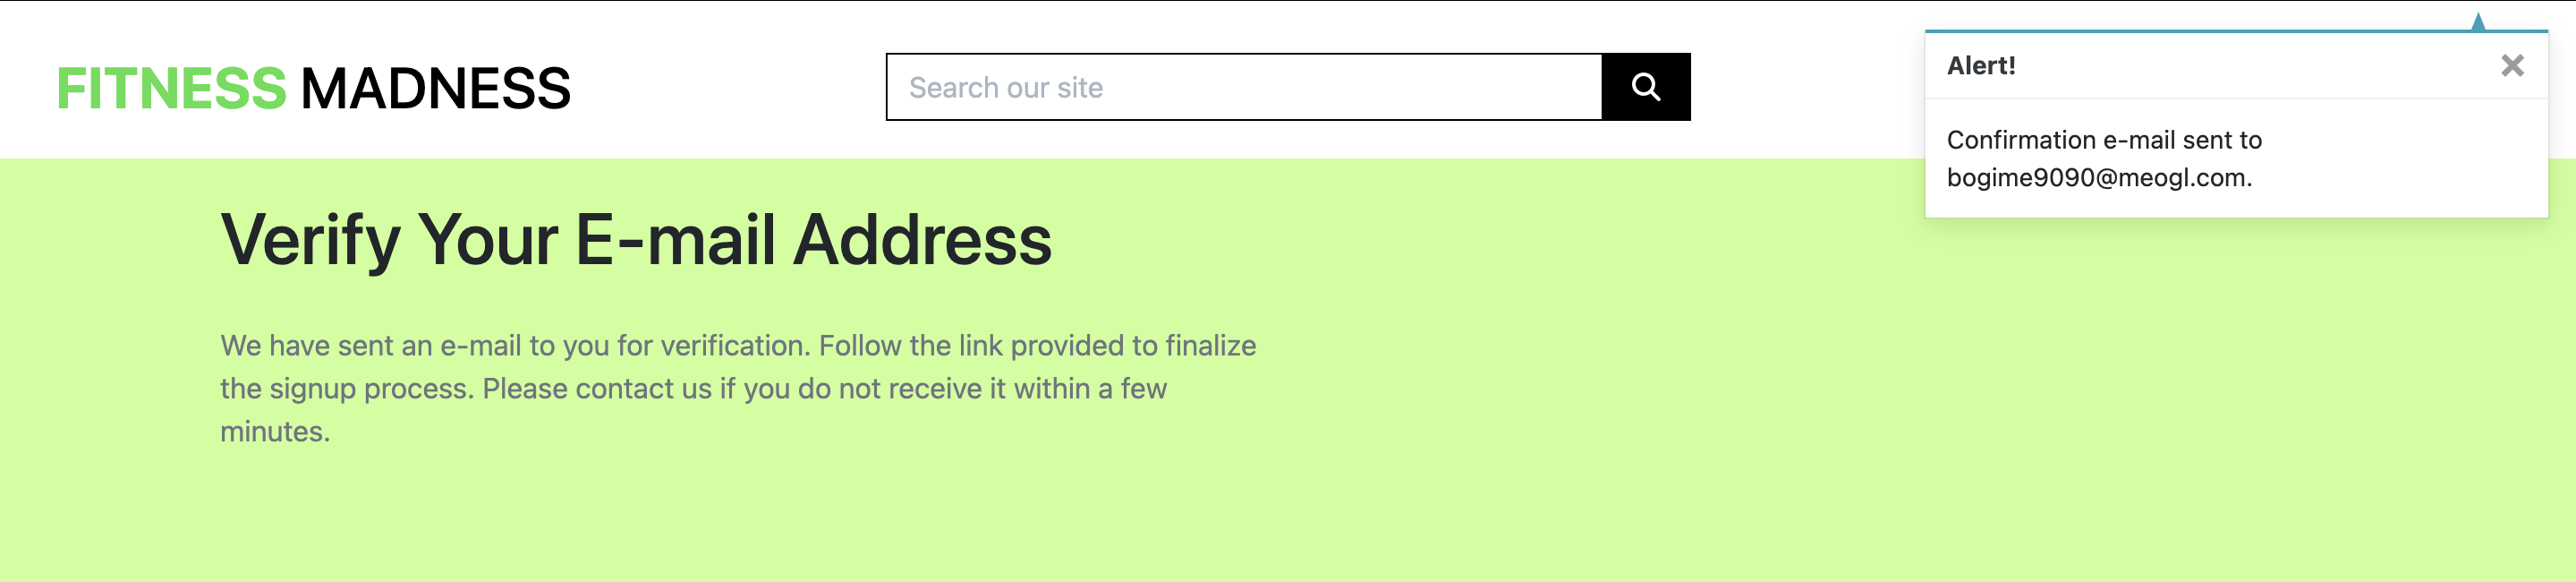 FITNESS MADNESS
Search our site
Alert!
Confirmation e-mail sent to
bogime9090@meogl.com.
Verify Your E-mail Address
We have sent an e-mail to you for verification. Follow the link provided to finalize
the signup process. Please contact us if you do not receive it within a few
minutes.